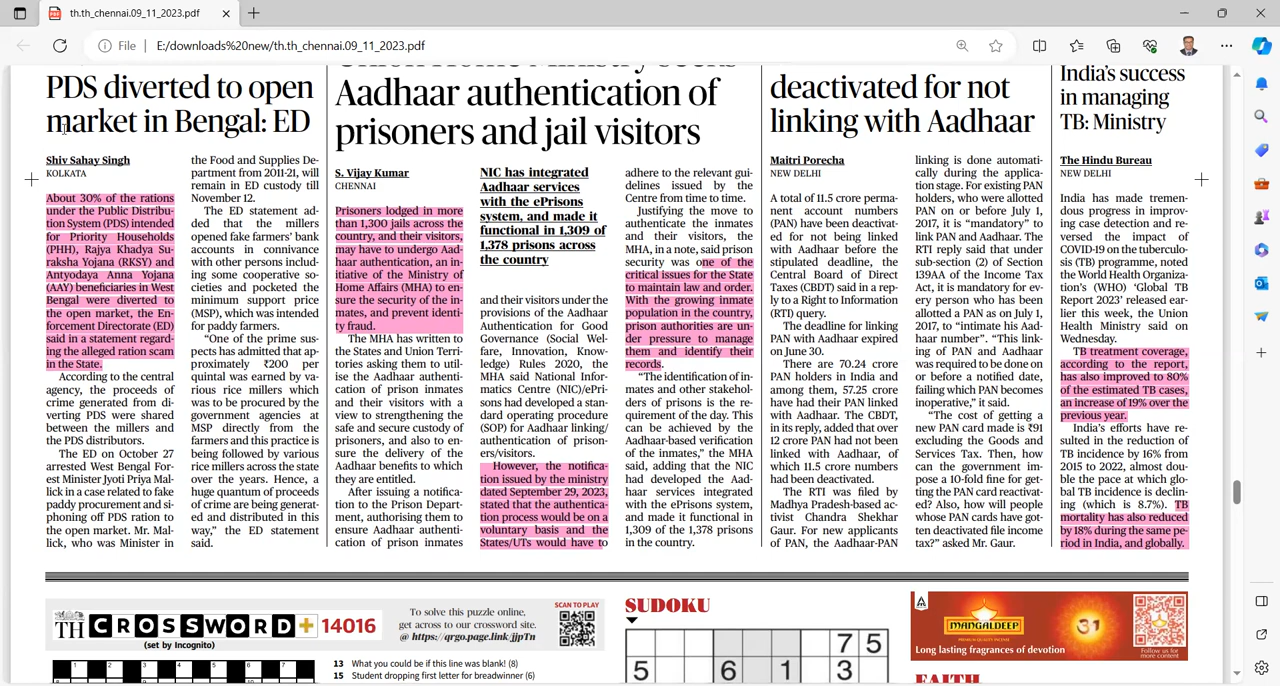 th.th_chennai.09_11_2023.pdf
File
E:/downloads%20new/th.th_chennai.09_11_2023.pdf
PDS diverted to open
market in Bengal: ED
Shiv Sahay Singh
KOLKATA
About 30% of the rations
under the Public Distribu-
tion System (PDS) intended
for Priority Households
(PHH), Rajya Khadya Su-
raksha Yojana (RKSY) and
Antyodaya Anna Yojana
(AAY) beneficiaries in West
Bengal were diverted to
the open market, the En-
forcement Directorate (ED)
said in a statement regard-
ing the alleged ration scam
in the State.
According to the central
agency, the proceeds of
crime generated from di-
verting PDS were shared
between the millers and
the PDS distributors.
The ED on October 27
arrested West Bengal For-
est Minister Jyoti Priya Mal-
lick in a case related to fake
paddy procurement and si-
phoning off PDS ration to
the open market. Mr. Mal-
lick, who was Minister in
the Food and Supplies De-
partment from 2011-21, will
remain in ED custody till
November 12.
The ED statement ad-
ded that the millers
opened fake farmers' bank
accounts in connivance
with other persons includ-
ing some cooperative so-
cieties and pocketed the
minimum support price
(MSP), which was intended
for paddy farmers.
“One of the prime sus-
pects has admitted that ap-
proximately ₹200 per
quintal was earned by va-
rious rice millers which
was to be procured by the
government agencies at
MSP directly from the
farmers and this practice is
being followed by various
rice millers across the state
over the years. Hence, a
huge quantum of proceeds
of crime are being generat-
ed and distributed in this
way,” the ED statement
said.
Union Home Ministry seeks
Aadhaar authentication of
prisoners and jail visitors
S. Vijay Kumar
CHENNAI
Prisoners lodged in more
than 1,300 jails across the
country, and their visitors,
may have to undergo Aad-
haar authentication, an in-
itiative of the Ministry of
Home Affairs (MHA) to en-
sure the security of the in-
mates, and prevent identi-
ty fraud.
The MHA has written to
the States and Union Terri-
tories asking them to util-
ise the Aadhaar authenti-
cation of prison inmates
and their visitors with a
view to strengthening the
safe and secure custody of
prisoners, and also to en-
sure the delivery of the
Aadhaar benefits to which
they are entitled.
After issuing a notifica-
tion to the Prison Depart-
ment, authorising them to
ensure Aadhaar authenti-
cation of prison inmates
NIC has integrated
Aadhaar services
with the ePrisons
system, and made it
functional in 1,309 of
1,378 prisons across
the country
and their visitors under the
provisions of the Aadhaar
Authentication for Good
Governance (Social Wel-
fare, Innovation, Know-
ledge) Rules 2020, the
MHA said National Infor-
matics Centre (NIC)/ePri-
sons had developed a stan-
dard operating procedure
(SOP) for Aadhaar linking/
authentication of prison-
ers/visitors.
However, the notifica-
tion issued by the ministry
dated September 29, 2023,
stated that the authentica-
tion process would be on a
voluntary basis and the
States/UTs would have to
adhere to the relevant gui-
delines issued by the
Centre from time to time.
Justifying the move to
authenticate the inmates
and their visitors, the
MHA, in a note, said prison
security was one of the
critical issues for the State
to maintain law and order.
With the growing inmate
population in the country,
prison authorities are un-
der pressure to manage
them and identify their
records.
“The identification of in-
mates and other stakehol-
ders of prisons is the re-
quirement of the day. This
can be achieved by the
Aadhaar-based verification
of the inmates,” the MHA
said, adding that the NIC
had developed the Aad-
haar services integrated
with the ePrisons system,
and made it functional in
1,309 of the 1,378 prisons
in the country.
deactivated for not
linking with Aadhaar
Maitri Porecha
NEW DELHI
A total of 11.5 crore perma-
nent account numbers
(PAN) have been deactivat-
ed for not being linked
with Aadhaar before the
stipulated deadline, the
Central Board of Direct
Taxes (CBDT) said in a rep-
ly to a Right to Information
(RTI) query.
The deadline for linking
PAN with Aadhaar expired
on June 30.
There are 70.24 crore
PAN holders in India and
among them, 57.25 crore
have had their PAN linked
with Aadhaar. The CBDT,
in its reply, added that over
12 crore PAN had not been
linked with Aadhaar, of
which 11.5 crore numbers
had been deactivated.
The RTI was filed by
Madhya Pradesh-based ac-
tivist Chandra Shekhar
Gaur. For new applicants
of PAN, the Aadhaar-PAN
linking is done automati-
cally during the applica-
tion stage. For existing PAN
holders, who were allotted
PAN on or before July 1,
2017, it is “mandatory” to
link PAN and Aadhaar. The
RTI reply said that under
sub-section (2) of Section
139AA of the Income Tax
Act, it is mandatory for ev-
ery person who has been
allotted a PAN as on July 1,
2017, to “intimate his Aad-
haar number”. “This link-
ing of PAN and Aadhaar
was required to be done on
or before a notified date,
failing which PAN becomes
inoperative,” it said.
“The cost of getting a
new PAN card made is ₹91
excluding the Goods and
Services Tax. Then, how
can the government im-
pose a 10-fold fine for get-
ting the PAN card reactivat-
ed? Also, how will people
whose PAN cards have got-
ten deactivated file income
tax?” asked Mr. Gaur.
India's success
in managing
TB: Ministry
The Hindu Bureau
NEW DELHI
India has made tremen-
dous progress in improv-
ing case detection and re-
versed the impact of
COVID-19 on the tuberculo-
sis (TB) programme, noted
the World Health Organiza-
tion's (WHO) ‘Global TB
Report 2023’ released ear-
lier this week, the Union
Health Ministry said on
Wednesday.
TB treatment coverage,
according to the report,
has also improved to 80%
of the estimated TB cases,
an increase of 19% over the
previous year.
India's efforts have re-
sulted in the reduction of
TB incidence by 16% from
2015 to 2022, almost dou-
ble the pace at which glo-
bal TB incidence is declin-
ing (which is 8.7%). TB
mortality has also reduced
by 18% during the same pe-
riod in India, and globally.
TH CROSSWORD+ 14016
(set by Incognito)
To solve this puzzle online,
get access to our crossword site.
@ https://qrgo.page.link/jjpTn
SCAN TO PLAY
1 2 3 4 5 6 7
13 What you could be if this line was blank! (8)
15 Student dropping first letter for breadwinner (6)
SUDOKU
7 5
5 6 1 3
MANGALDEEP
31
Long lasting fragrances of devotion
Follow us for
more content
FAITH